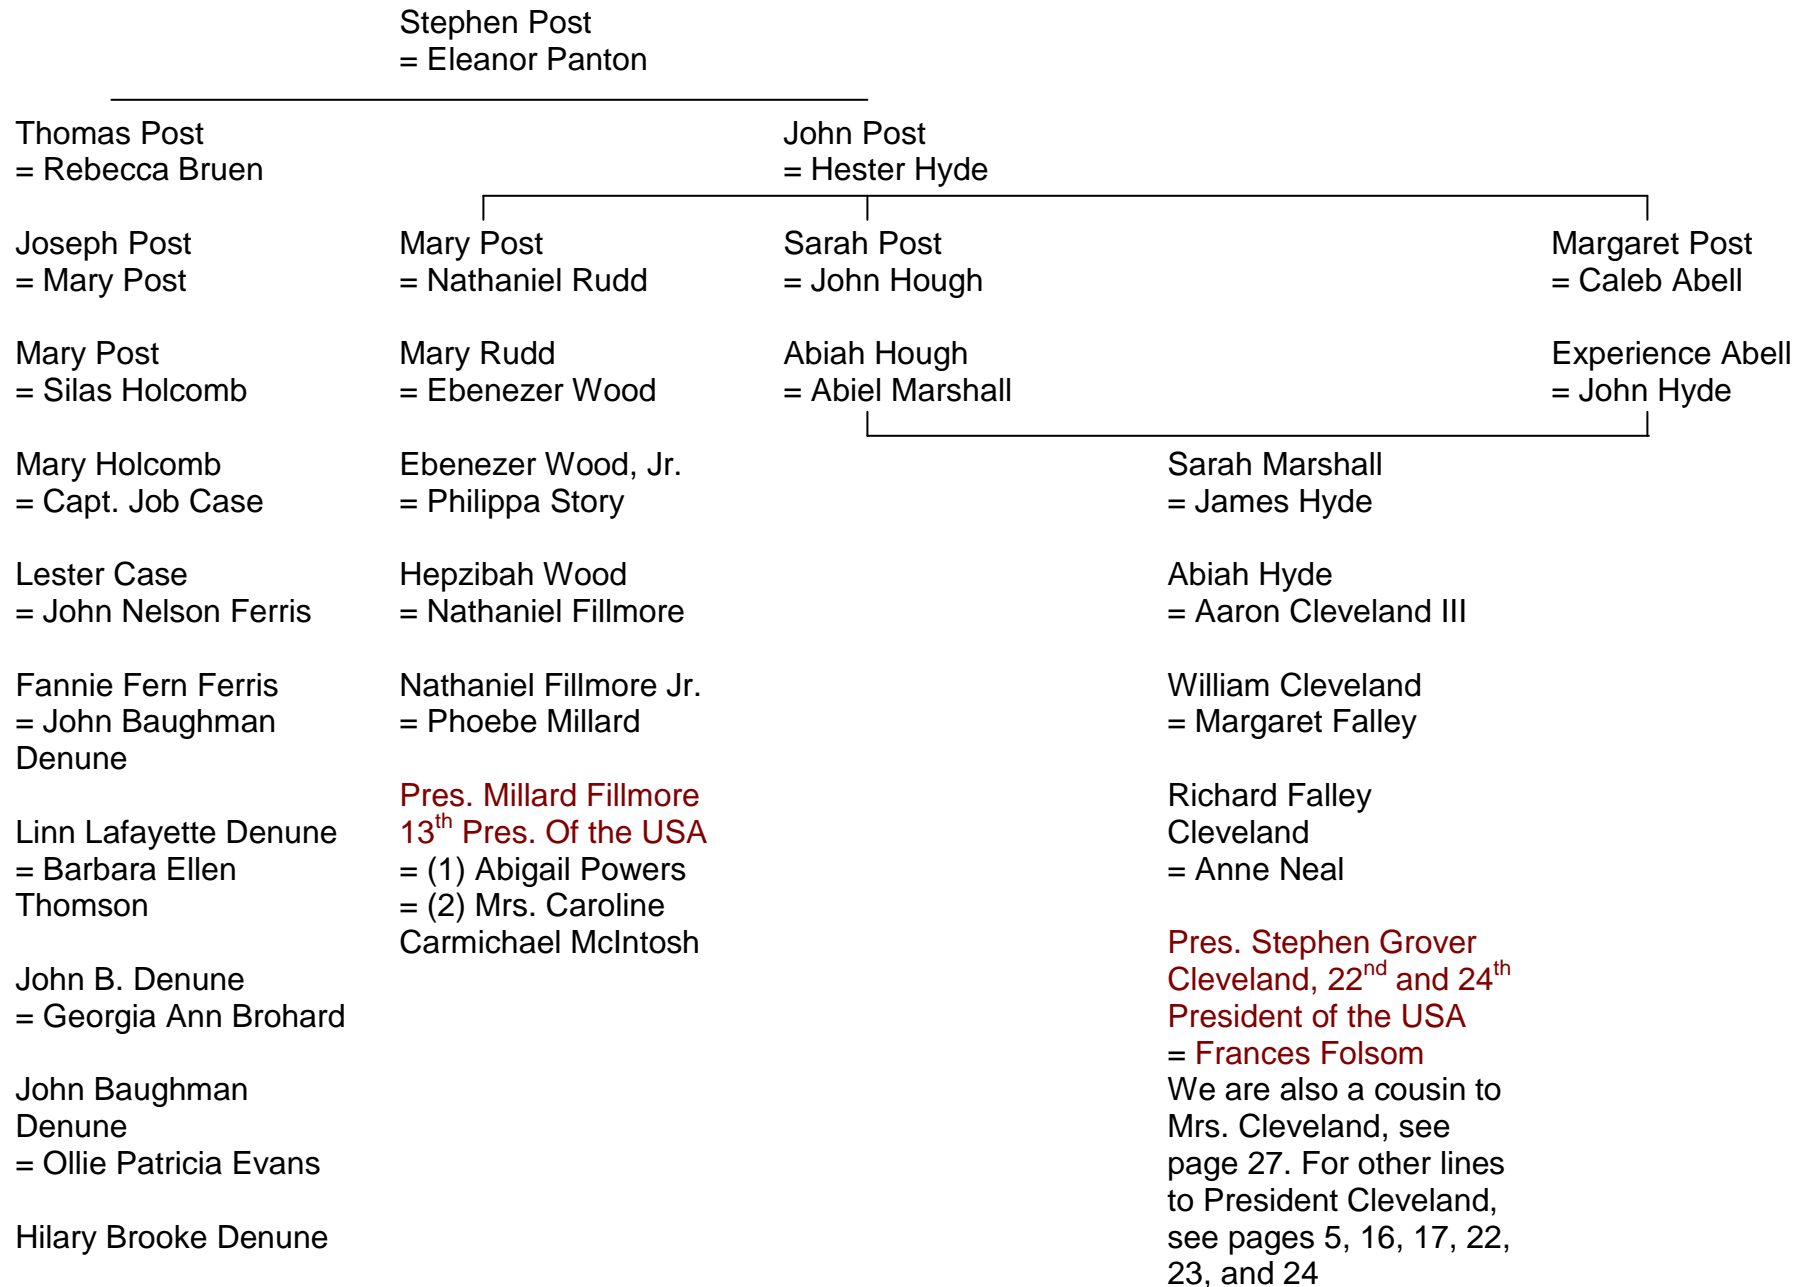 Stephen Post
= Eleanor Panton
Thomas Post
= Rebecca Bruen
John Post
= Hester Hyde
Joseph Post
= Mary Post
Mary Post
= Nathaniel Rudd
Sarah Post
= John Hough
Margaret Post
= Caleb Abell
Mary Post
= Silas Holcomb
Mary Rudd
= Ebenezer Wood
Abiah Hough
= Abiel Marshall
Experience Abell
= John Hyde
Mary Holcomb
= Capt. Job Case
Ebenezer Wood, Jr.
= Philippa Story
Sarah Marshall
= James Hyde
Lester Case
= John Nelson Ferris
Hepzibah Wood
= Nathaniel Fillmore
Abiah Hyde
= Aaron Cleveland III
Fannie Fern Ferris
= John Baughman
Denune
Nathaniel Fillmore Jr.
= Phoebe Millard
William Cleveland
= Margaret Falley
Linn Lafayette Denune
= Barbara Ellen
Thomson
Pres. Millard Fillmore
13th Pres. Of the USA
= (1) Abigail Powers
= (2) Mrs. Caroline
Carmichael McIntosh
Richard Falley
Cleveland
= Anne Neal
John B. Denune
= Georgia Ann Brohard
Pres. Stephen Grover
Cleveland, 22nd and 24th
President of the USA
= Frances Folsom
We are also a cousin to
Mrs. Cleveland, see
page 27. For other lines
to President Cleveland,
see pages 5, 16, 17, 22,
23, and 24
John Baughman
Denune
= Ollie Patricia Evans
Hilary Brooke Denune